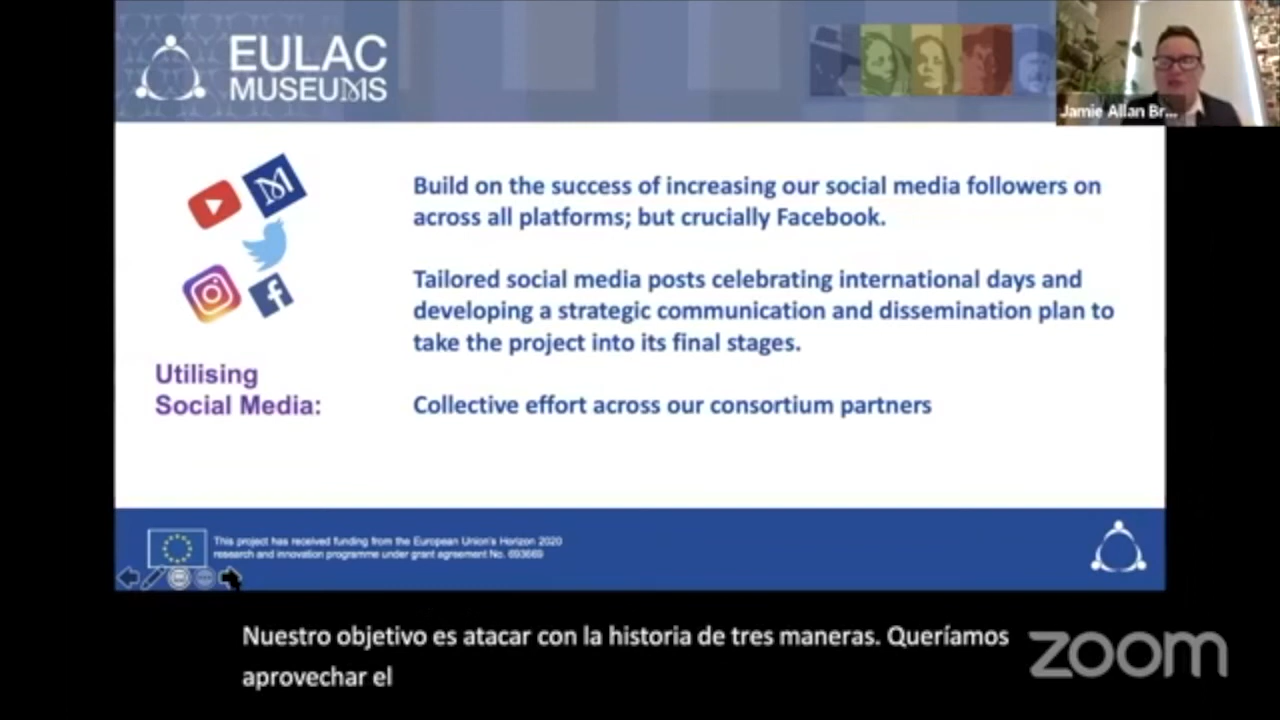 EULAC
MUSEUMS
Jamie Allan Br...
Build on the success of increasing our social media followers on
across all platforms; but crucially Facebook.
Tailored social media posts celebrating international days and
developing a strategic communication and dissemination plan to
take the project into its final stages.
Utilising
Social Media:
Collective effort across our consortium partners
This project has received funding from the European Union's Horizon 2020
research and innovation programme under grant agreement No. 693669
Nuestro objetivo es atacar con la historia de tres maneras. Queríamos
aprovechar el
zoom